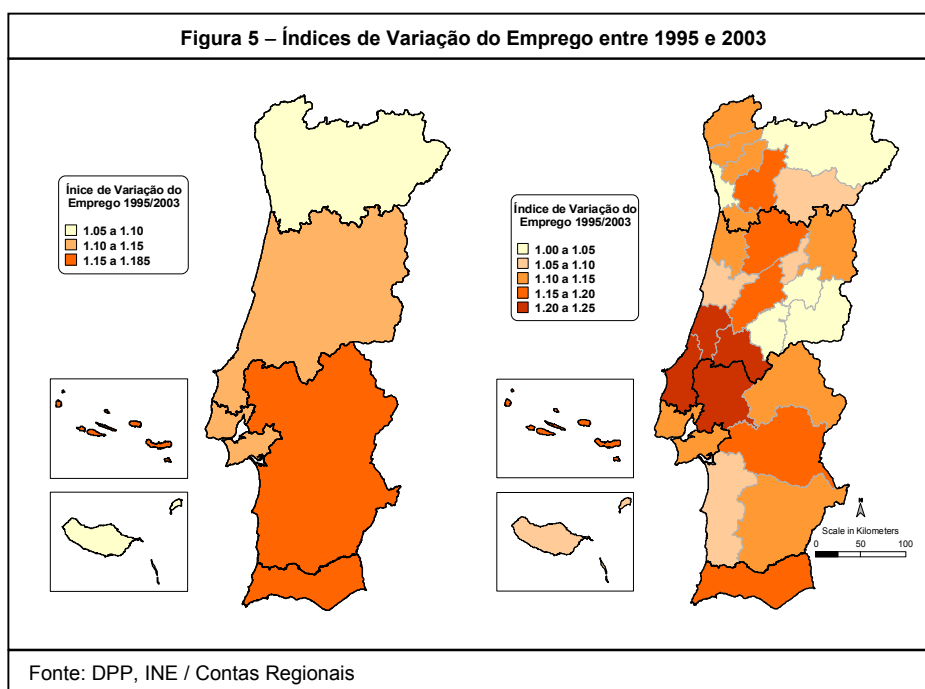 Figura 5 – Índices de Variação do Emprego entre 1995 e 2003
Ínice de Variação do
Emprego 1995/2003
1.05 a 1.10
1.10 a 1.15
1.15 a 1.185
Índice de Variação do
Emprego 1995/2003
1.00 a 1.05
1.05 a 1.10
1.10 a 1.15
1.15 a 1.20
1.20 a 1.25
N
Scale in Kilometers
0 50 100
Fonte: DPP, INE / Contas Regionais